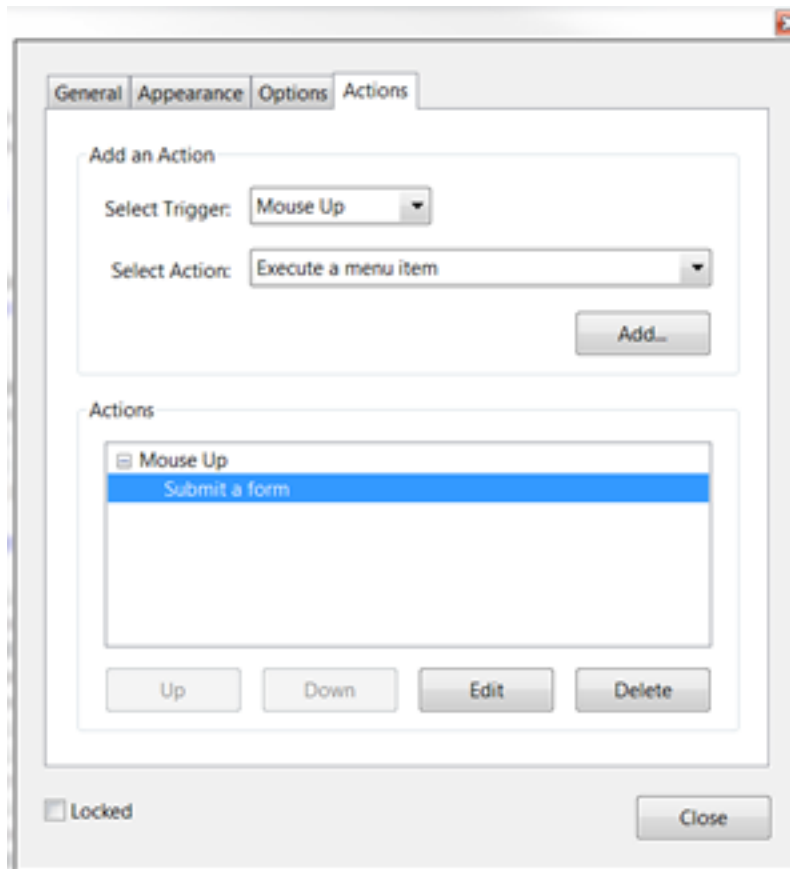 General Appearance Options Actions
Add an Action
Select Trigger: Mouse Up
Select Action: Execute a menu item
Add...
Actions
Mouse Up
Submit a form
Up Down Edit Delete
Locked
Close